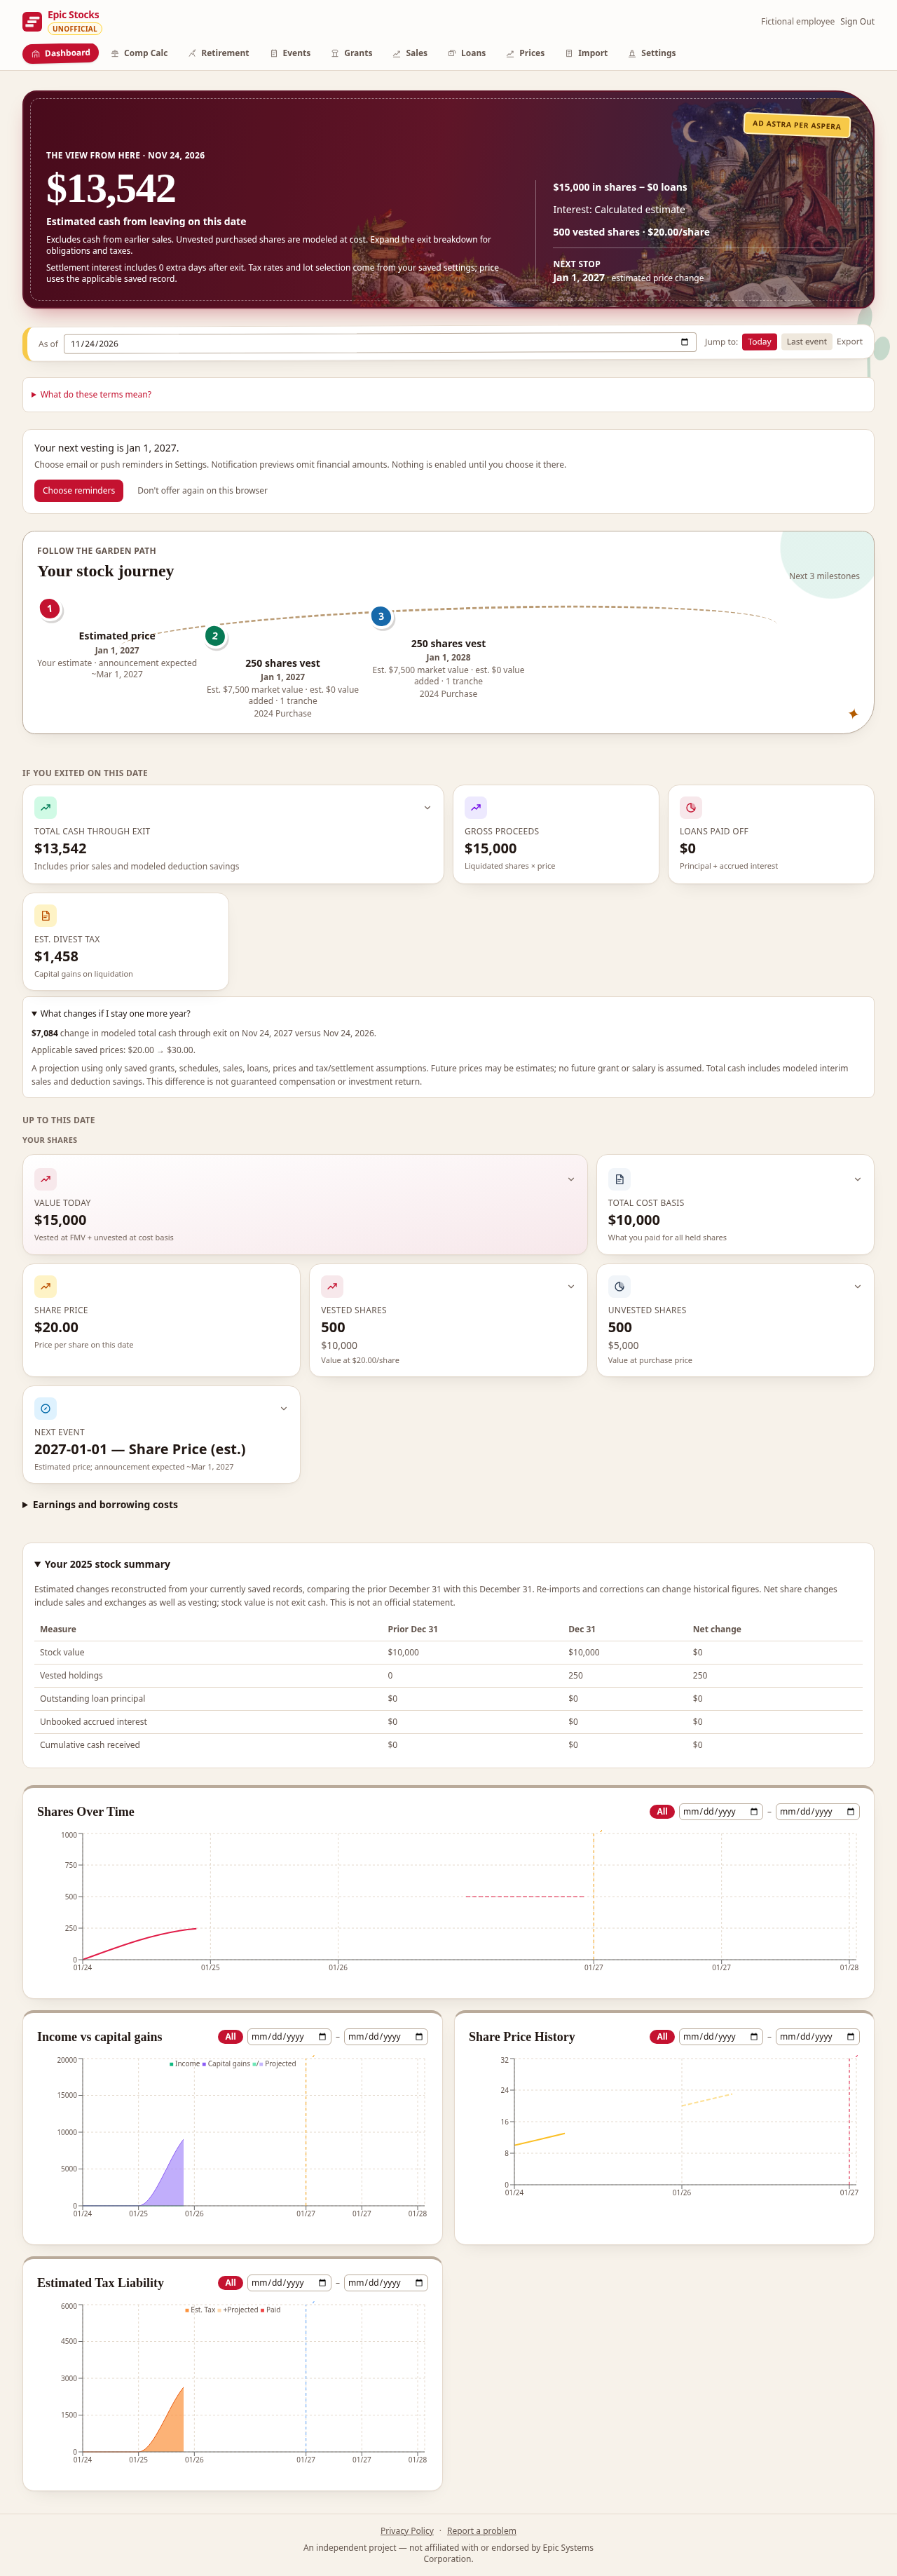 Epic Stocks
UNOFFICIAL
Fictional employee Sign Out
Dashboard Comp Calc Retirement Events Grants Sales Loans Prices Import Settings
AD ASTRA PER ASPERA
THE VIEW FROM HERE · NOV 24, 2026
$13,542
Estimated cash from leaving on this date
Excludes cash from earlier sales. Unvested purchased shares are modeled at cost. Expand the exit breakdown for
obligations and taxes.
Settlement interest includes 0 extra days after exit. Tax rates and lot selection come from your saved settings; price
uses the applicable saved record.
$15,000 in shares − $0 loans
Interest: Calculated estimate
500 vested shares · $20.00/share
NEXT STOP
Jan 1, 2027 · estimated price change
As of 11/24/2026 Jump to: Today Last event Export
What do these terms mean?
Your next vesting is Jan 1, 2027.
Choose email or push reminders in Settings. Notification previews omit financial amounts. Nothing is enabled until you choose it there.
Choose reminders Don't offer again on this browser
FOLLOW THE GARDEN PATH
Your stock journey
Next 3 milestones
1
Estimated price
Jan 1, 2027
Your estimate · announcement expected
~Mar 1, 2027
2
250 shares vest
Jan 1, 2027
Est. $7,500 market value · est. $0 value
added · 1 tranche
2024 Purchase
3
250 shares vest
Jan 1, 2028
Est. $7,500 market value · est. $0 value
added · 1 tranche
2024 Purchase
IF YOU EXITED ON THIS DATE
TOTAL CASH THROUGH EXIT
$13,542
Includes prior sales and modeled deduction savings
GROSS PROCEEDS
$15,000
Liquidated shares × price
LOANS PAID OFF
$0
Principal + accrued interest
EST. DIVEST TAX
$1,458
Capital gains on liquidation
What changes if I stay one more year?
$7,084 change in modeled total cash through exit on Nov 24, 2027 versus Nov 24, 2026.
Applicable saved prices: $20.00 → $30.00.
A projection using only saved grants, schedules, sales, loans, prices and tax/settlement assumptions. Future prices may be estimates; no future grant or salary is assumed. Total cash includes modeled interim
sales and deduction savings. This difference is not guaranteed compensation or investment return.
UP TO THIS DATE
YOUR SHARES
VALUE TODAY
$15,000
Vested at FMV + unvested at cost basis
TOTAL COST BASIS
$10,000
What you paid for all held shares
SHARE PRICE
$20.00
Price per share on this date
VESTED SHARES
500
$10,000
Value at $20.00/share
UNVESTED SHARES
500
$5,000
Value at purchase price
NEXT EVENT
2027-01-01 — Share Price (est.)
Estimated price; announcement expected ~Mar 1, 2027
Earnings and borrowing costs
Your 2025 stock summary
Estimated changes reconstructed from your currently saved records, comparing the prior December 31 with this December 31. Re-imports and corrections can change historical figures. Net share changes
include sales and exchanges as well as vesting; stock value is not exit cash. This is not an official statement.
Measure Prior Dec 31 Dec 31 Net change
Stock value $10,000 $10,000 $0
Vested holdings 0 250 250
Outstanding loan principal $0 $0 $0
Unbooked accrued interest $0 $0 $0
Cumulative cash received $0 $0 $0
Shares Over Time
All mm/dd/yyyy – mm/dd/yyyy
1000
750
500
250
0
01/24 01/25 01/26 01/27 01/27 01/28
Income vs capital gains
All mm/dd/yyyy – mm/dd/yyyy
Income Capital gains / Projected
20000
15000
10000
5000
0
01/24 01/25 01/26 01/27 01/27 01/28
Share Price History
All mm/dd/yyyy – mm/dd/yyyy
32
24
16
8
0
01/24 01/26 01/27
Estimated Tax Liability
All mm/dd/yyyy – mm/dd/yyyy
Est. Tax +Projected Paid
6000
4500
3000
1500
0
01/24 01/25 01/26 01/27 01/27 01/28
Privacy Policy · Report a problem
An independent project — not affiliated with or endorsed by Epic Systems
Corporation.